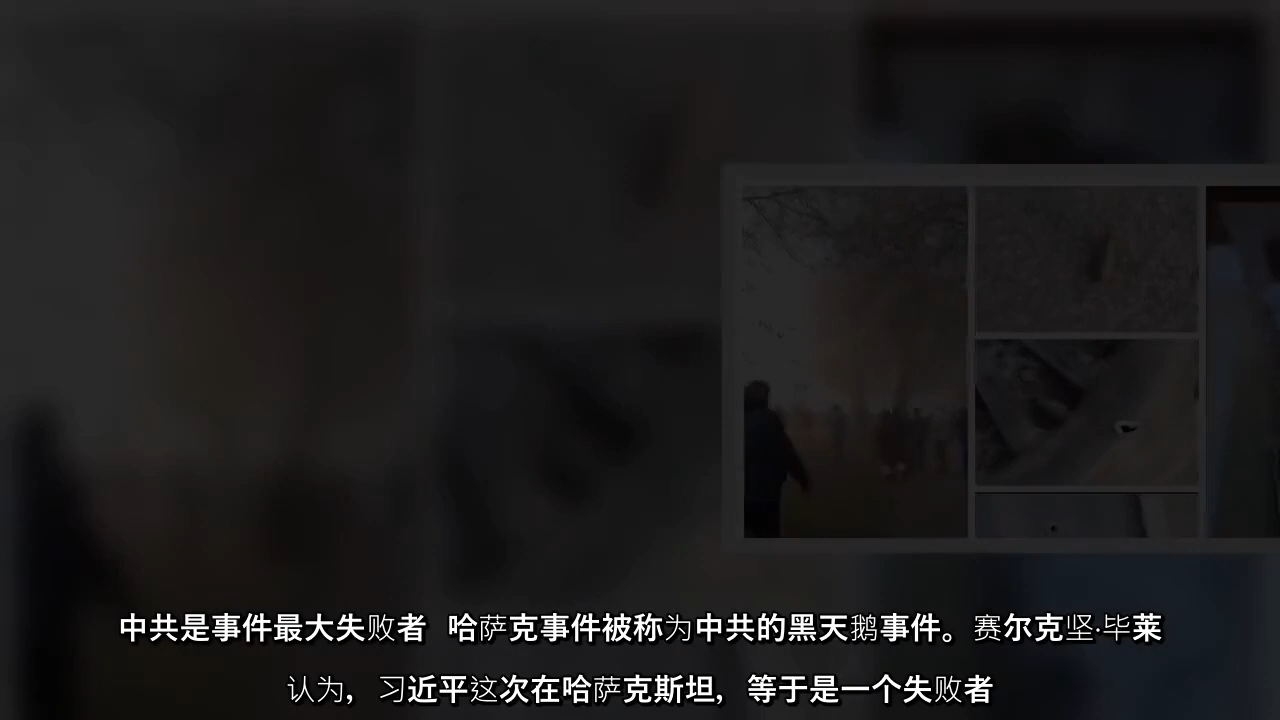 中共是事件最大失败者 哈萨克事件被称为中共的黑天鹅事件。赛尔克坚·毕莱
认为，习近平这次在哈萨克斯坦，等于是一个失败者